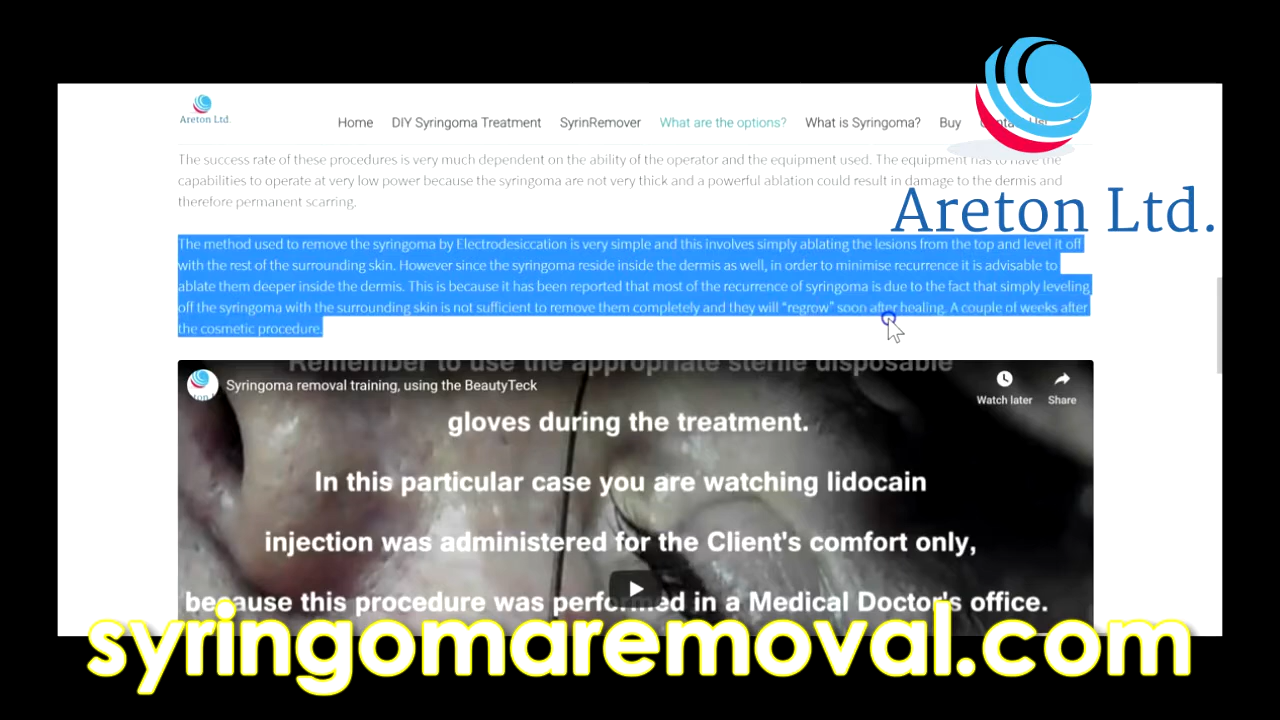 Areton Ltd.
Home DIY Syringoma Treatment SyrinRemover What are the options? What is Syringoma? Buy
The success rate of these procedures is very much dependent on the ability of the operator and the equipment used. The equipment has to have the
capabilities to operate at very low power because the syringoma are not very thick and a powerful ablation could result in damage to the dermis and
therefore permanent scarring.
Areton Ltd.
The method used to remove the syringoma by Electrodesiccation is very simple and this involves simply ablating the lesions from the top and level it off
with the rest of the surrounding skin. However since the syringoma reside inside the dermis as well, in order to minimise recurrence it is advisable to
ablate them deeper inside the dermis. This is because it has been reported that most of the recurrence of syringoma is due to the fact that simply leveling
off the syringoma with the surrounding skin is not sufficient to remove them completely and they will “regrow” soon after healing. A couple of weeks after
the cosmetic procedure.
Remember to use the appropriate sterile disposable
Syringoma removal training, using the BeautyTeck
Watch later Share
gloves during the treatment.
In this particular case you are watching lidocain
injection was administered for the Client's comfort only,
because this procedure was performed in a Medical Doctor's office.
syringomaremoval.com